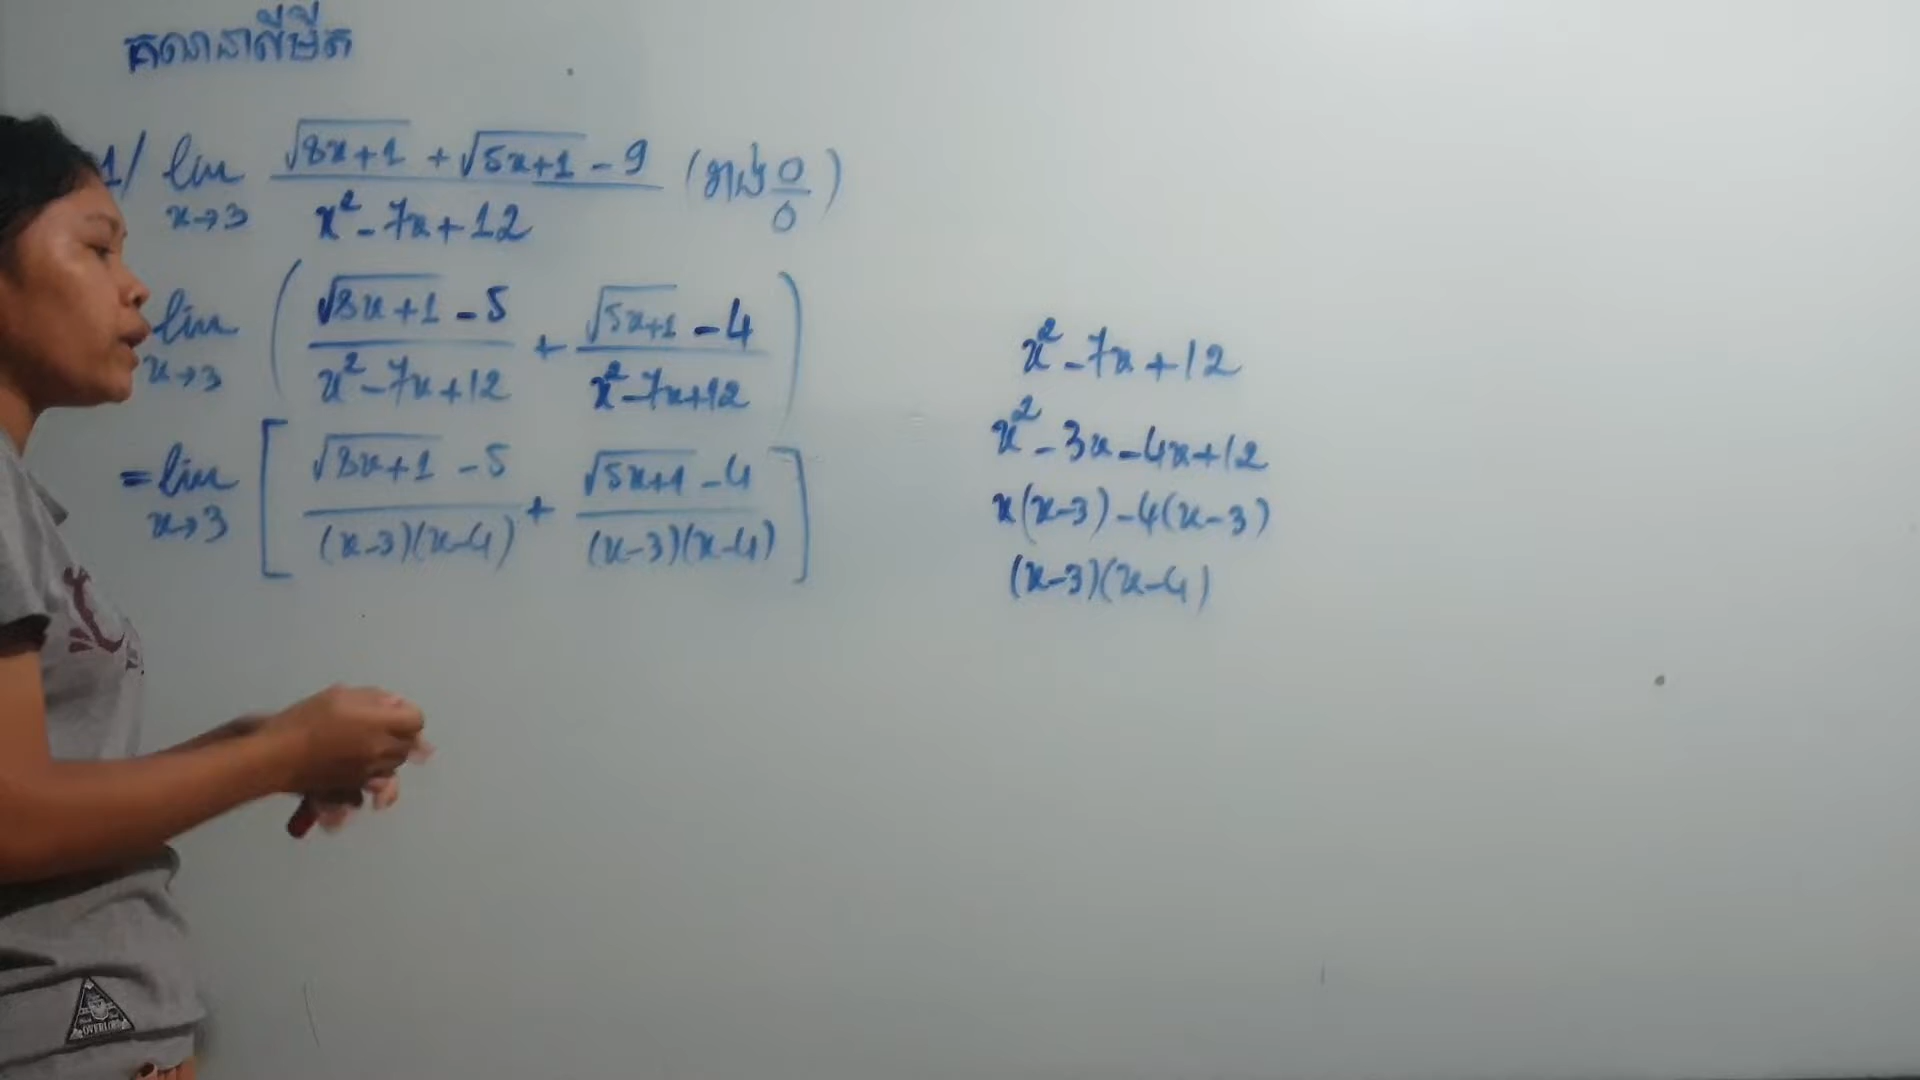 គណនាលីមីត
1/ lim x→3 (√(8x+1) + √(5x+1) - 9)/(x² - 7x + 12) (រាង 0/0)
lim x→3 ((√(8x+1) - 5)/(x² - 7x + 12) + (√(5x+1) - 4)/(x² - 7x + 12))
= lim x→3 [(√(8x+1) - 5)/((x-3)(x-4)) + (√(5x+1) - 4)/((x-3)(x-4))]
x² - 7x + 12
x² - 3x - 4x + 12
x(x-3) - 4(x-3)
(x-3)(x-4)